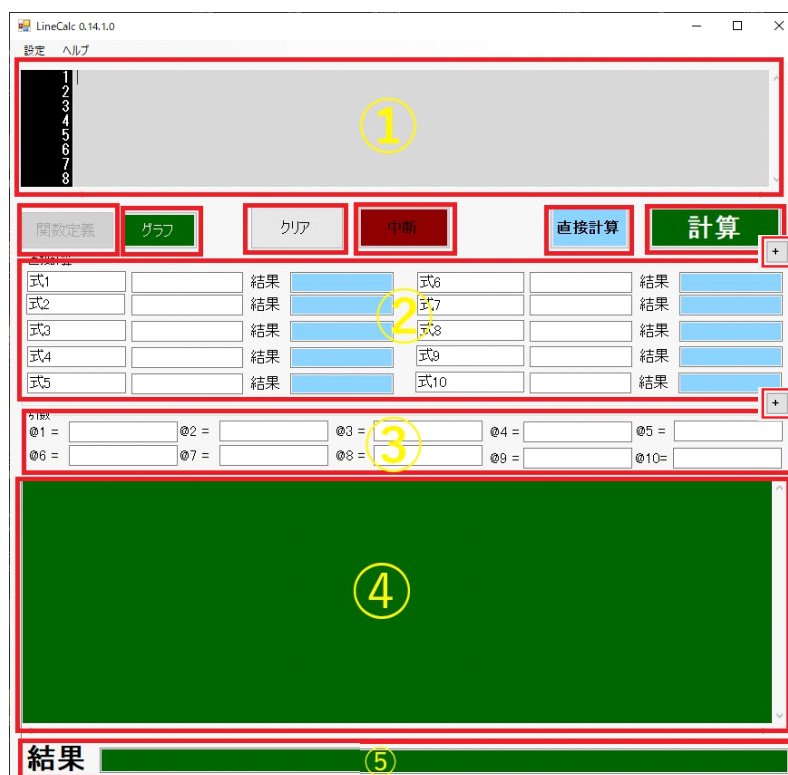 LineCalc 0.14.1.0
設定 ヘルプ
1
2
3
4
5
6
7
8
①
関数定義 グラフ クリア 中断 直接計算 計算
+
直接計算
式1 結果 式6 結果
式2 結果 式7 結果
②
式3 結果 式8 結果
式4 結果 式9 結果
式5 結果 式10 結果
+
引数
@1 = @2 = @3 = @4 = @5 =
③
@6 = @7 = @8 = @9 = @10=
④
結果 ⑤